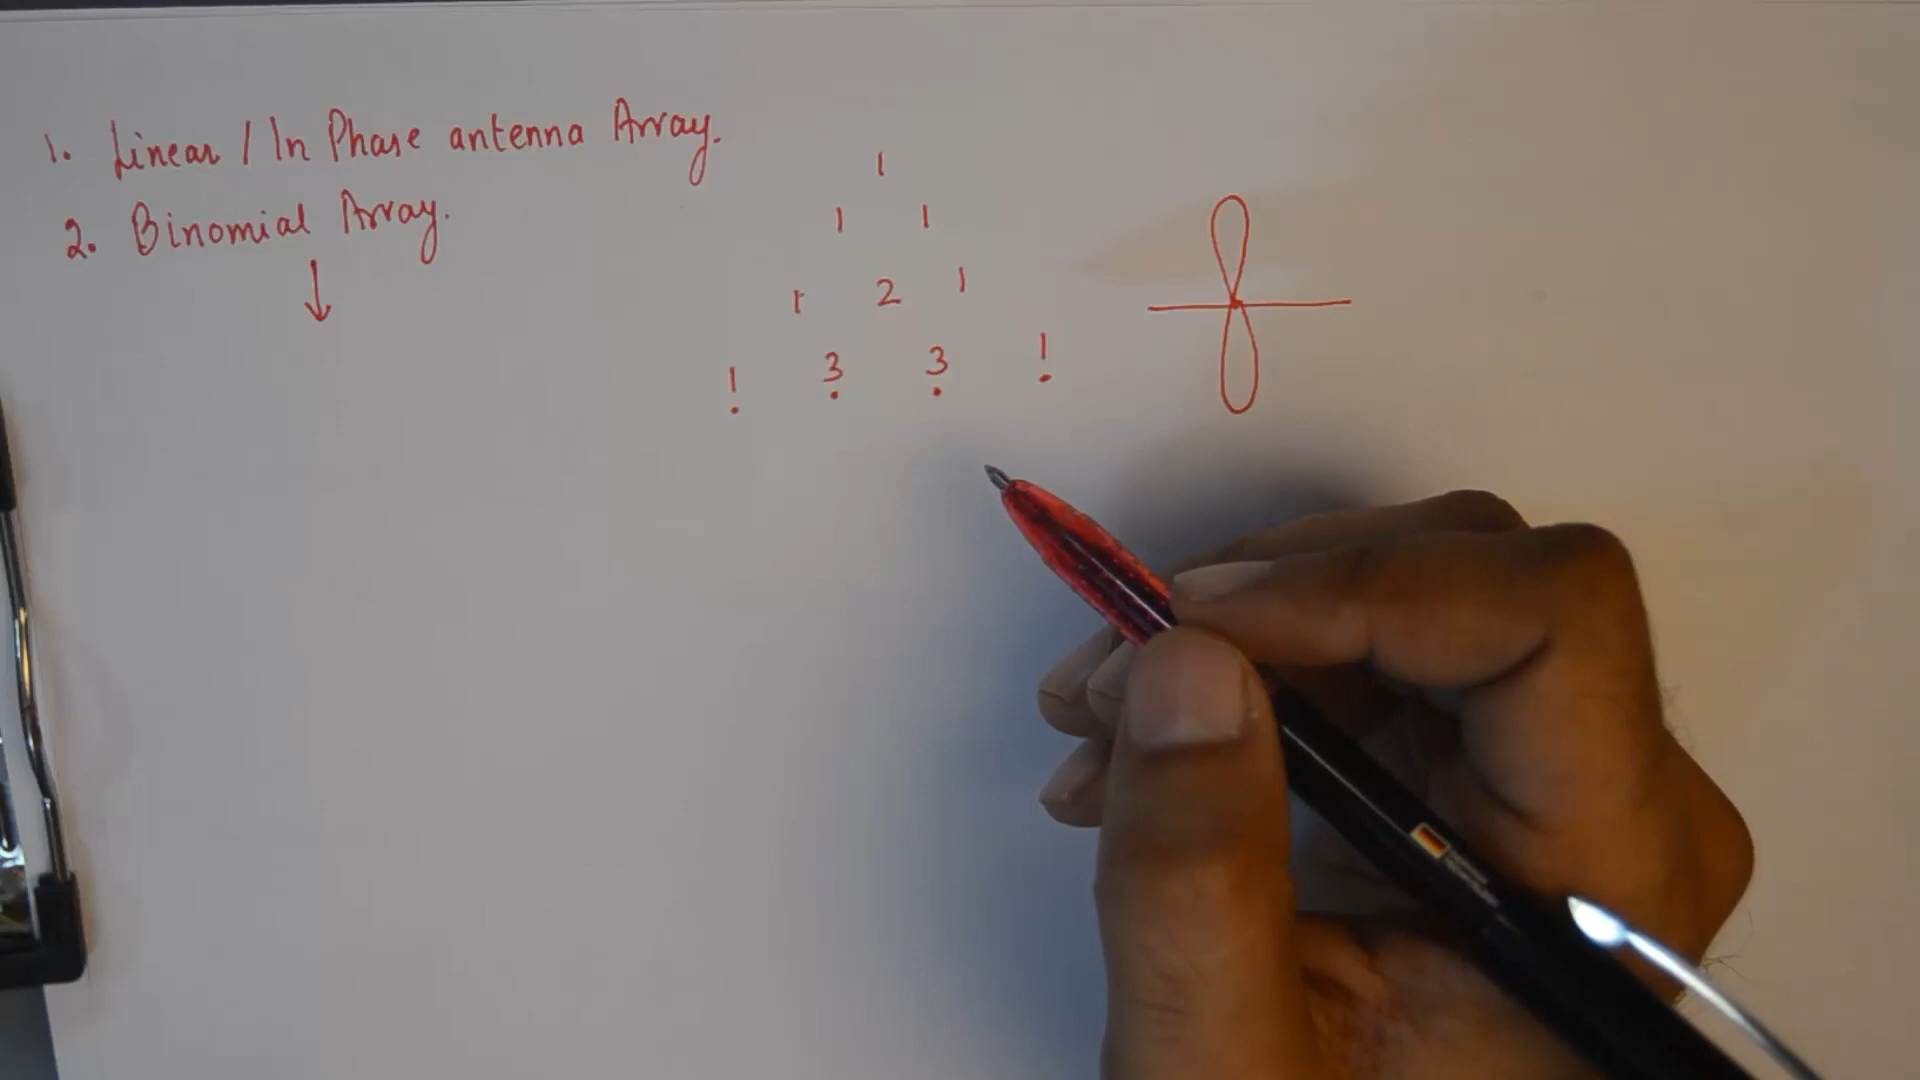 1. Linear / In Phase antenna Array.
2. Binomial Array.
1
1 1
1 2 1
1 3 3 1